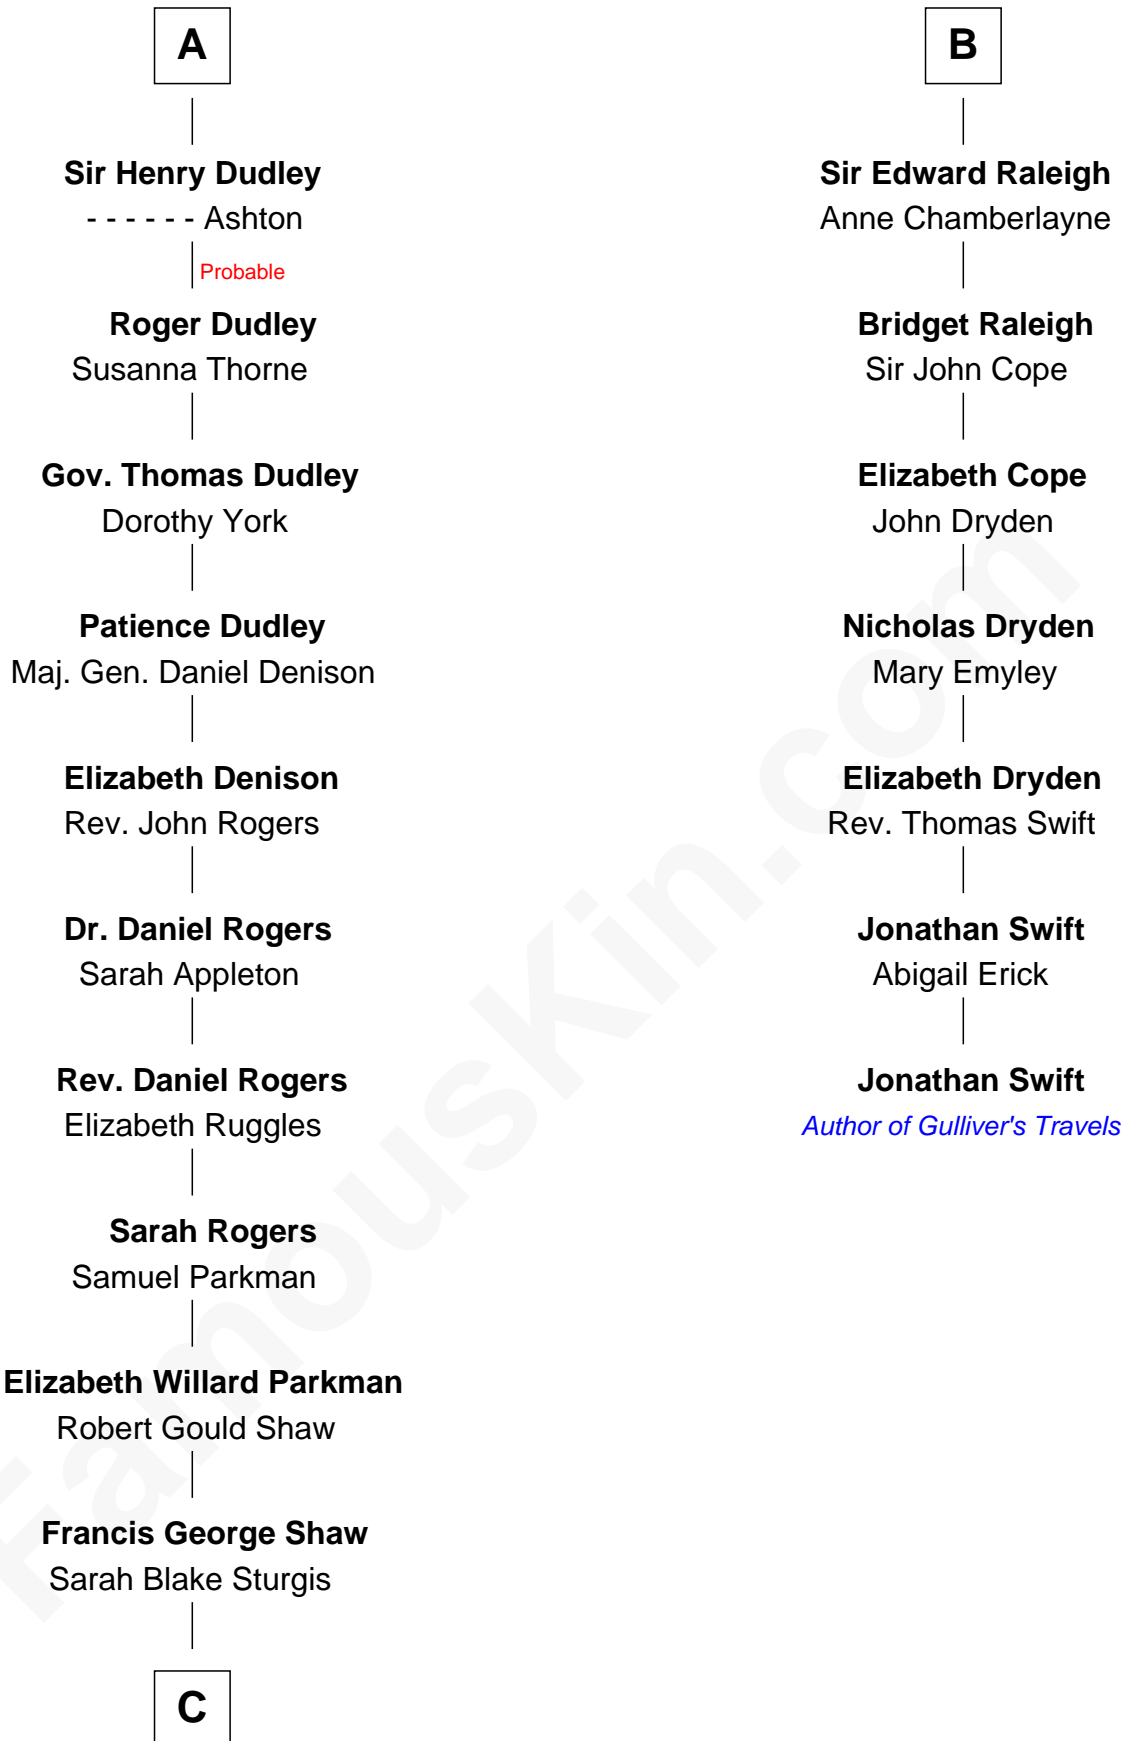 A
Sir Henry Dudley
- - - - - - Ashton
Probable
Roger Dudley
Susanna Thorne
Gov. Thomas Dudley
Dorothy York
Patience Dudley
Maj. Gen. Daniel Denison
Elizabeth Denison
Rev. John Rogers
Dr. Daniel Rogers
Sarah Appleton
Rev. Daniel Rogers
Elizabeth Ruggles
Sarah Rogers
Samuel Parkman
Elizabeth Willard Parkman
Robert Gould Shaw
Francis George Shaw
Sarah Blake Sturgis
C
B
Sir Edward Raleigh
Anne Chamberlayne
Bridget Raleigh
Sir John Cope
Elizabeth Cope
John Dryden
Nicholas Dryden
Mary Emyley
Elizabeth Dryden
Rev. Thomas Swift
Jonathan Swift
Abigail Erick
Jonathan Swift
Author of Gulliver's Travels
FamousKin.com